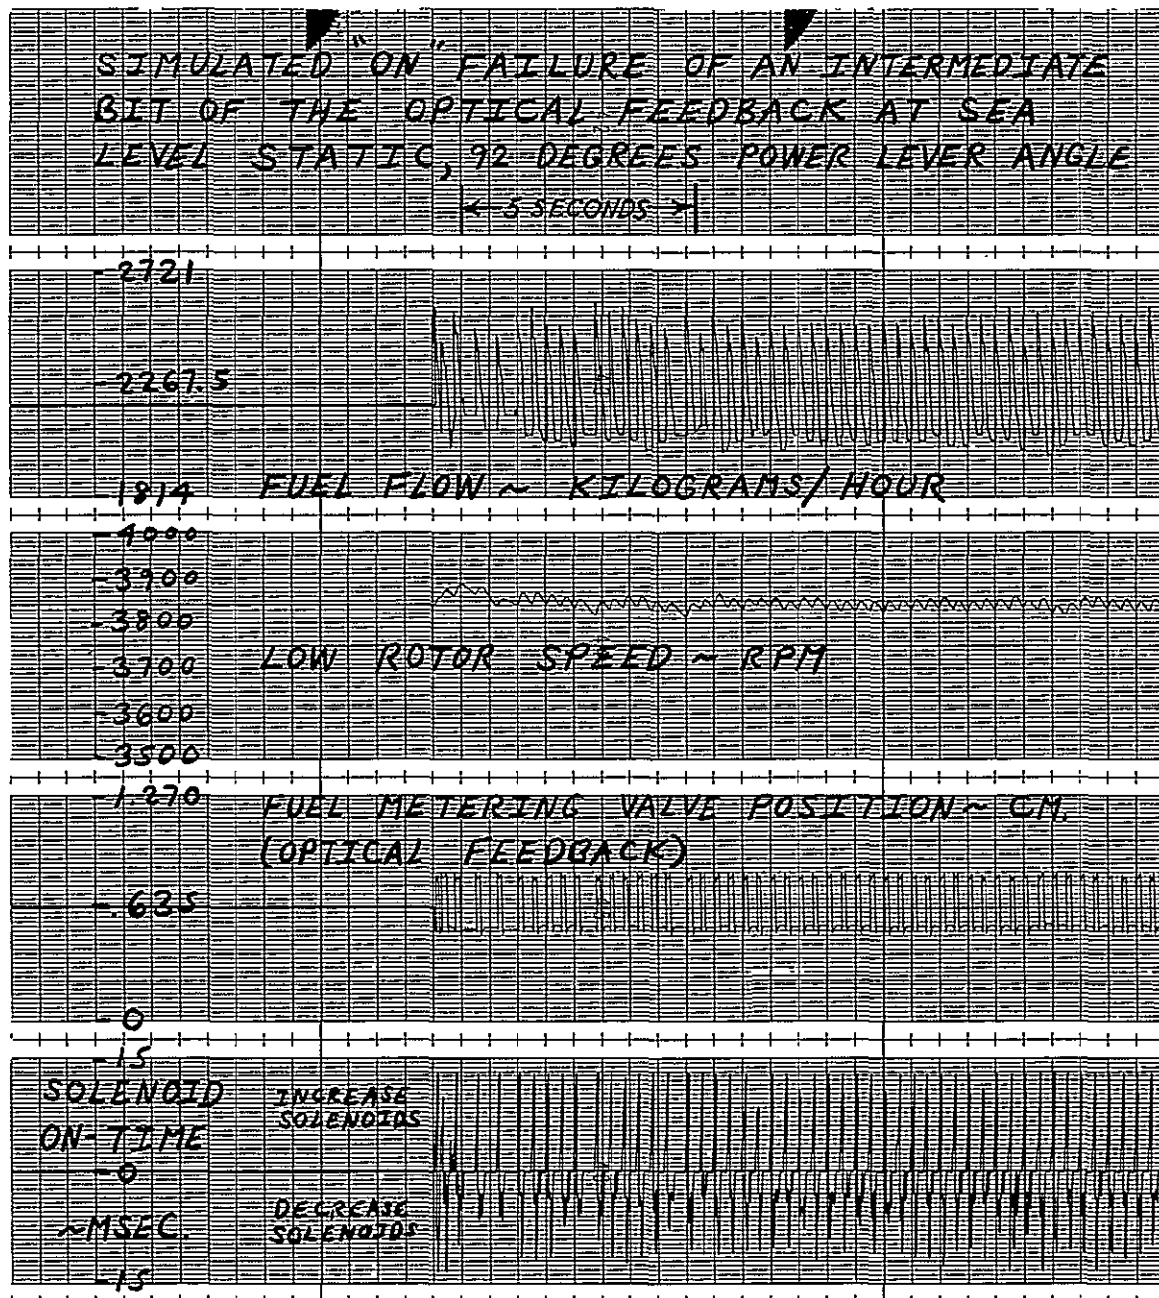 SIMULATED "ON" FAILURE OF AN INTERMEDIATE
BIT OF THE OPTICAL FEEDBACK AT SEA
LEVEL STATIC, 92 DEGREES POWER LEVER ANGLE
5 SECONDS
-2721
-2267.5
-1814
FUEL FLOW ~ KILOGRAMS/HOUR
-4000
-3900
-3800
-3700
LOW ROTOR SPEED ~ RPM
-3600
-3500
-1.270
FUEL METERING VALVE POSITION ~ CM.
(OPTICAL FEEDBACK)
-.635
-0
-15
SOLENOID
ON-TIME
-0
~MSEC.
-15
INCREASE
SOLENOIDS
DECREASE
SOLENOIDS